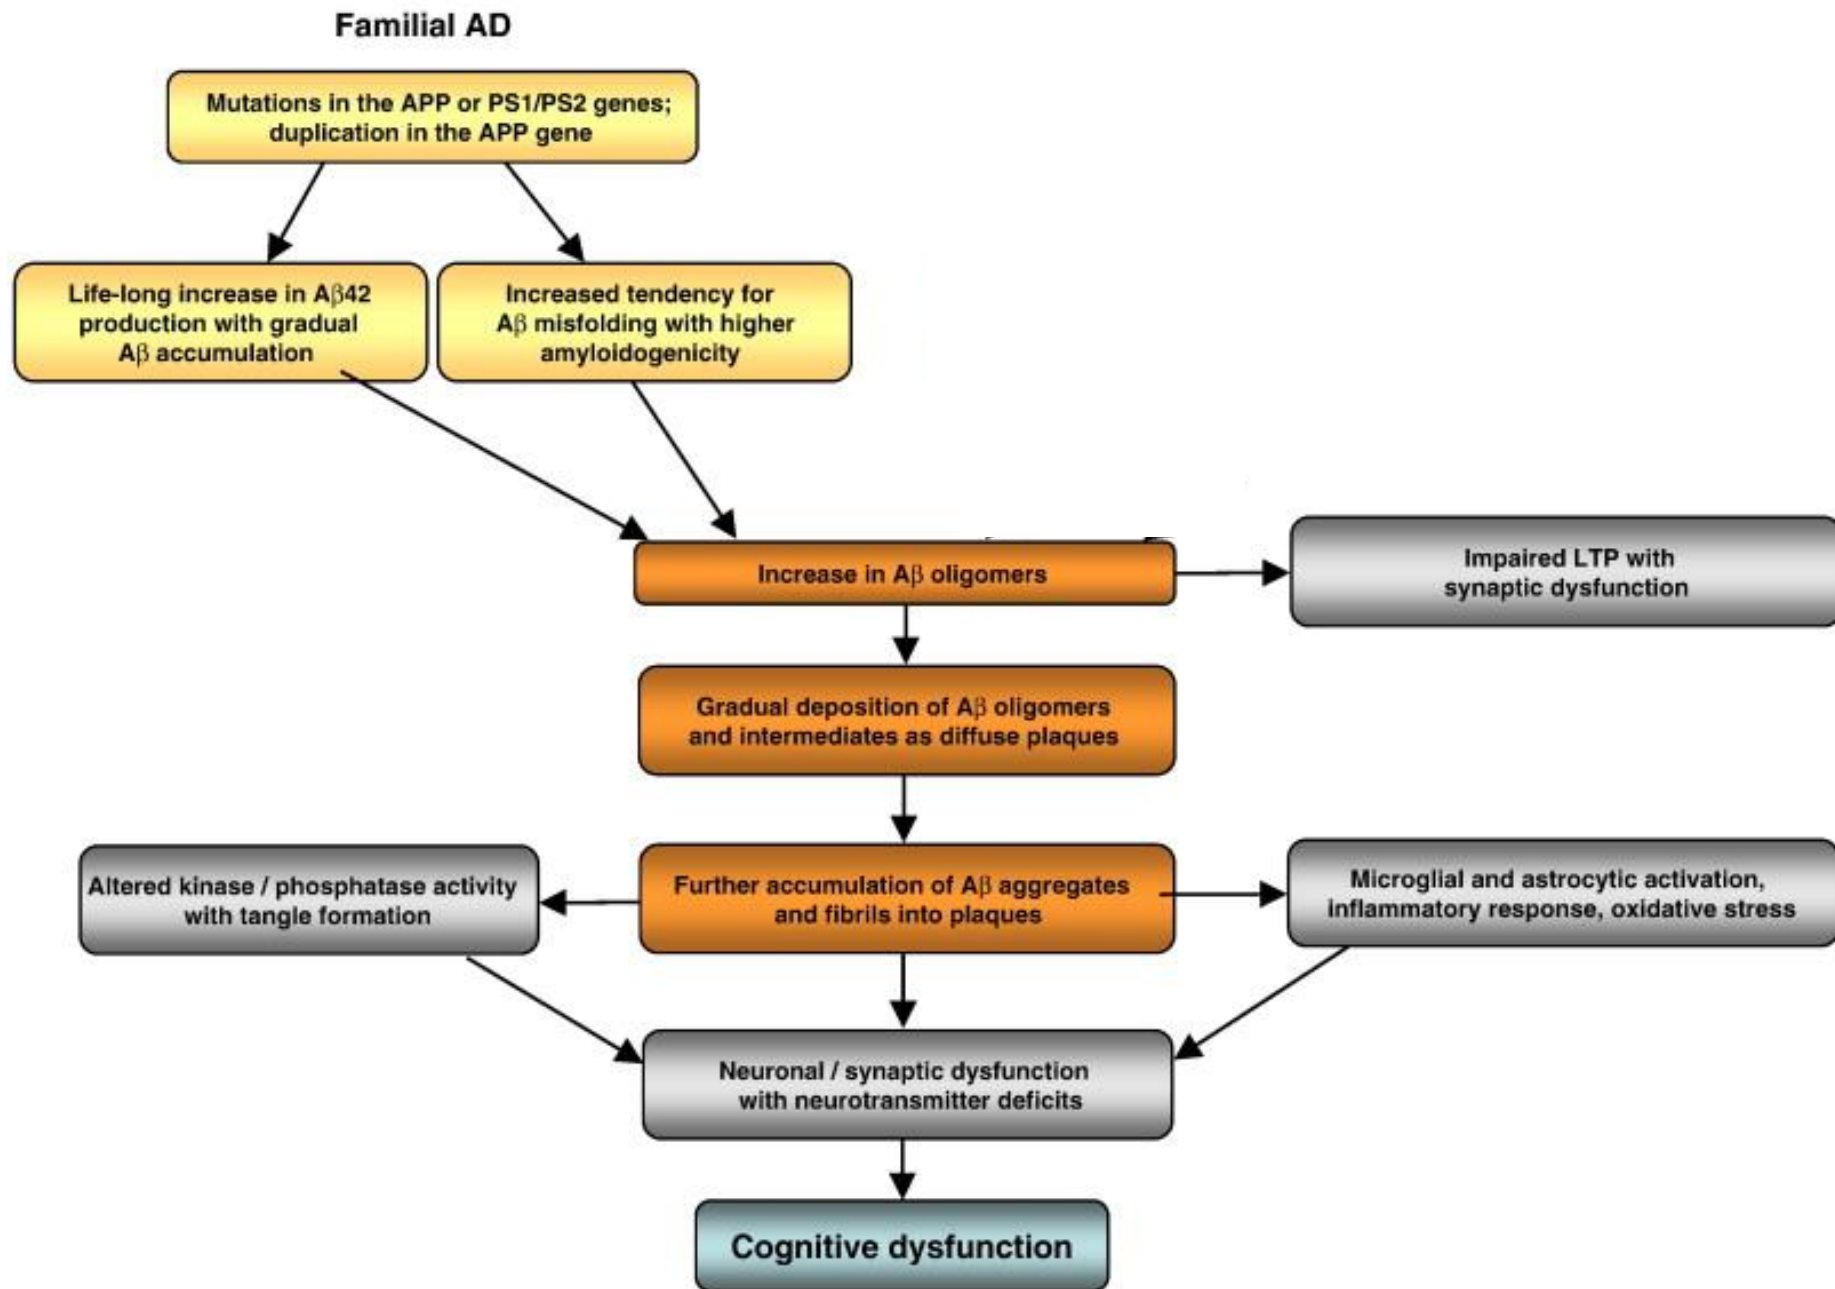 Familial AD
Mutations in the APP or PS1/PS2 genes;
duplication in the APP gene
Life-long increase in Aβ42
production with gradual
Aβ accumulation
Increased tendency for
Aβ misfolding with higher
amyloidogenicity
Increase in Aβ oligomers
Impaired LTP with
synaptic dysfunction
Gradual deposition of Aβ oligomers
and intermediates as diffuse plaques
Altered kinase / phosphatase activity
with tangle formation
Further accumulation of Aβ aggregates
and fibrils into plaques
Microglial and astrocytic activation,
inflammatory response, oxidative stress
Neuronal / synaptic dysfunction
with neurotransmitter deficits
Cognitive dysfunction